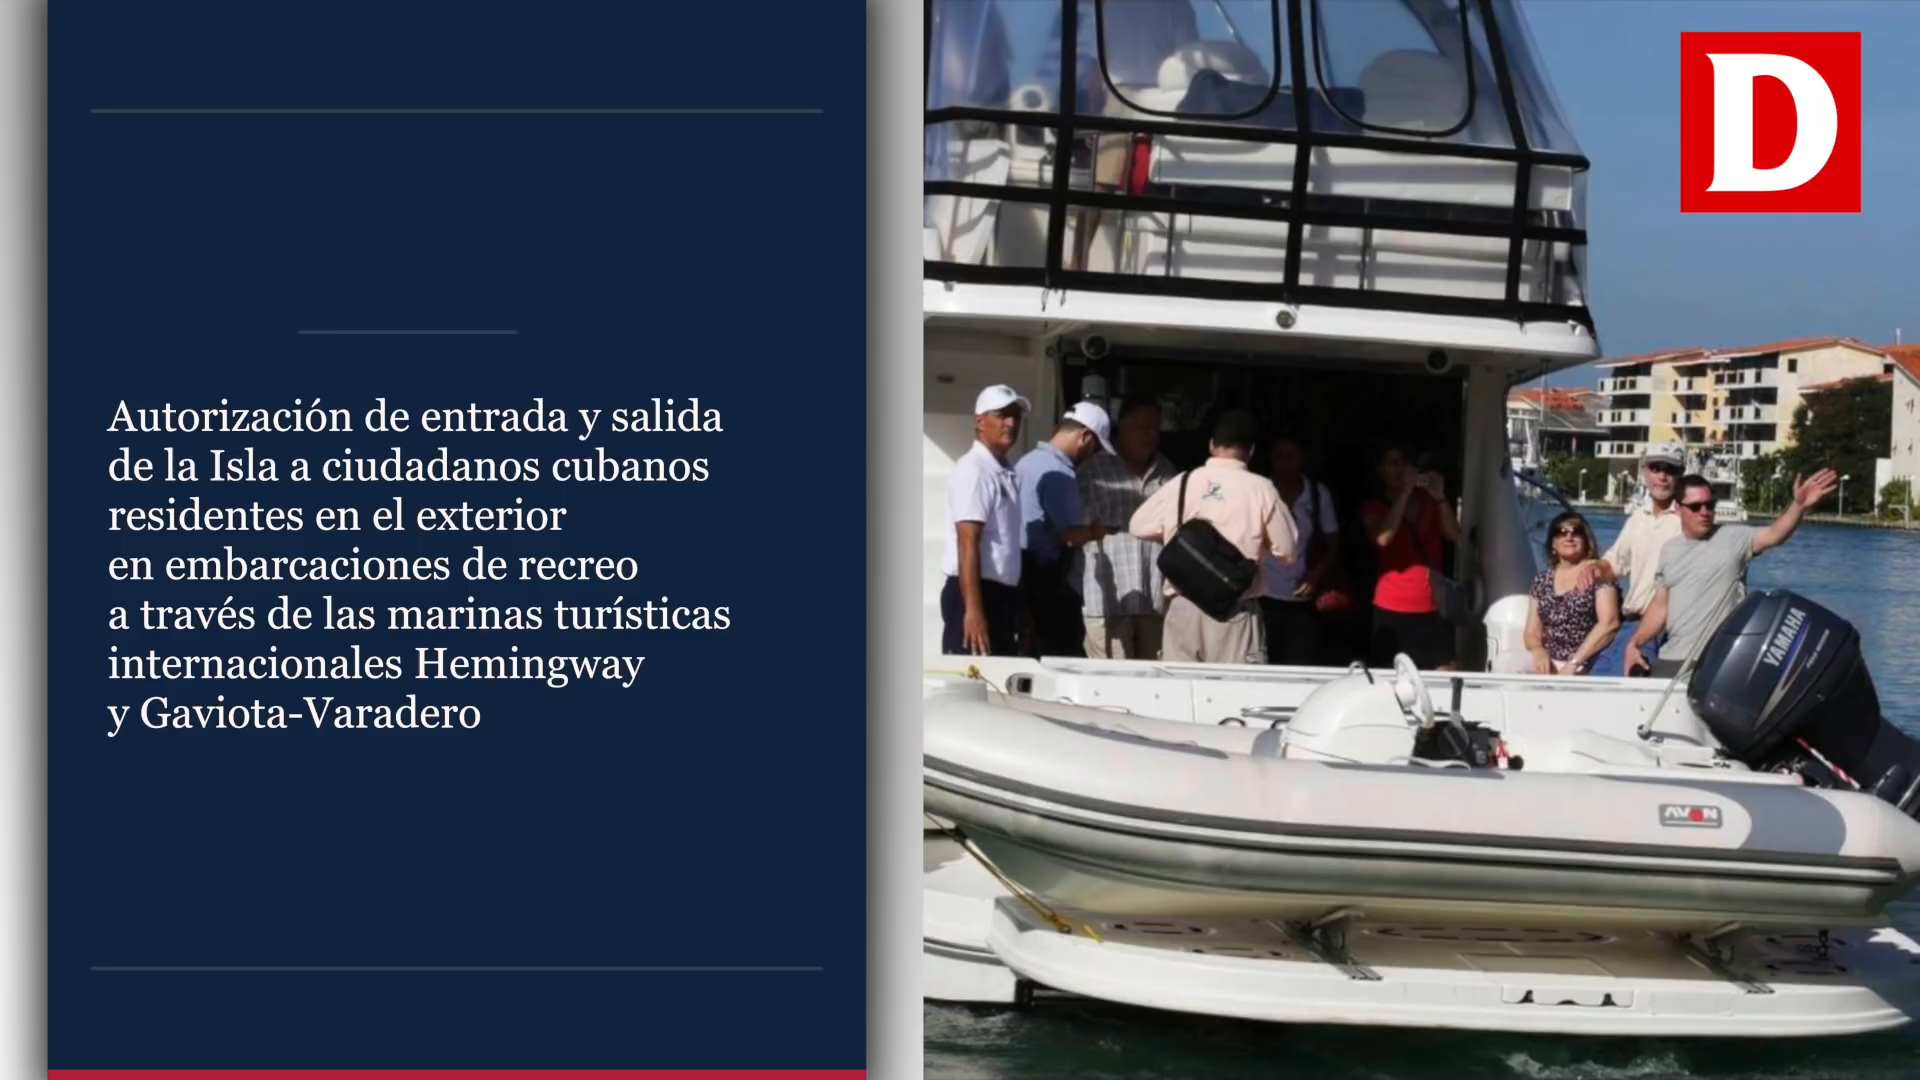 Autorización de entrada y salida
de la Isla a ciudadanos cubanos
residentes en el exterior
en embarcaciones de recreo
a través de las marinas turísticas
internacionales Hemingway
y Gaviota-Varadero
D
YAMAHA
AVON